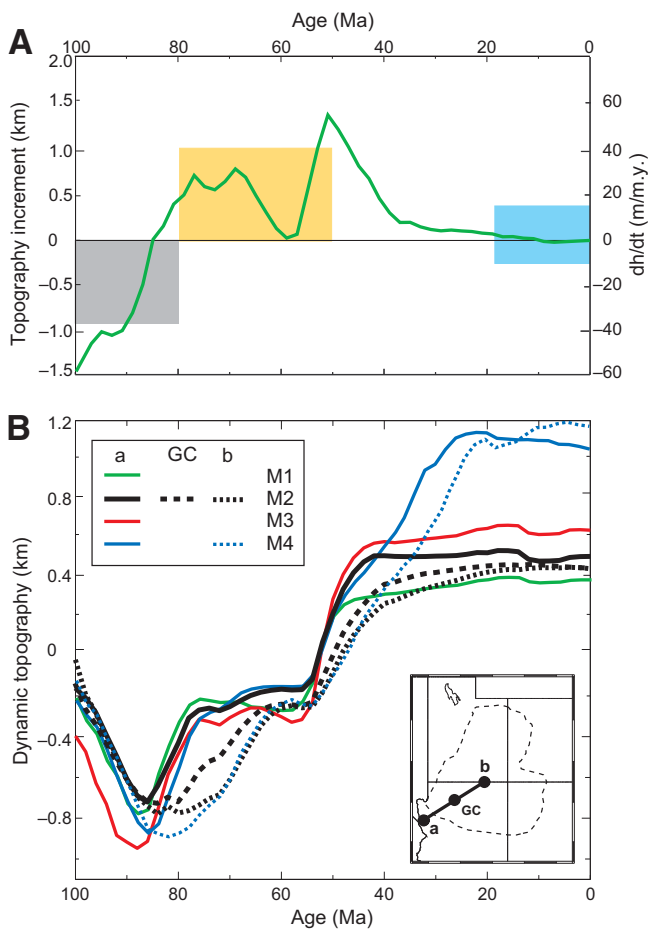 A
Age (Ma)
100 80 60 40 20 0
Topography increment (km)
2.0
1.5
1.0
0.5
0
−0.5
−1.0
−1.5
60
40
20
0
−20
−40
−60
dh/dt (m/m.y.)
B
Dynamic topography (km)
1.2
0.8
0.4
0
−0.4
−0.8
a GC b
M1
M2
M3
M4
b
GC
a
100 80 60 40 20 0
Age (Ma)